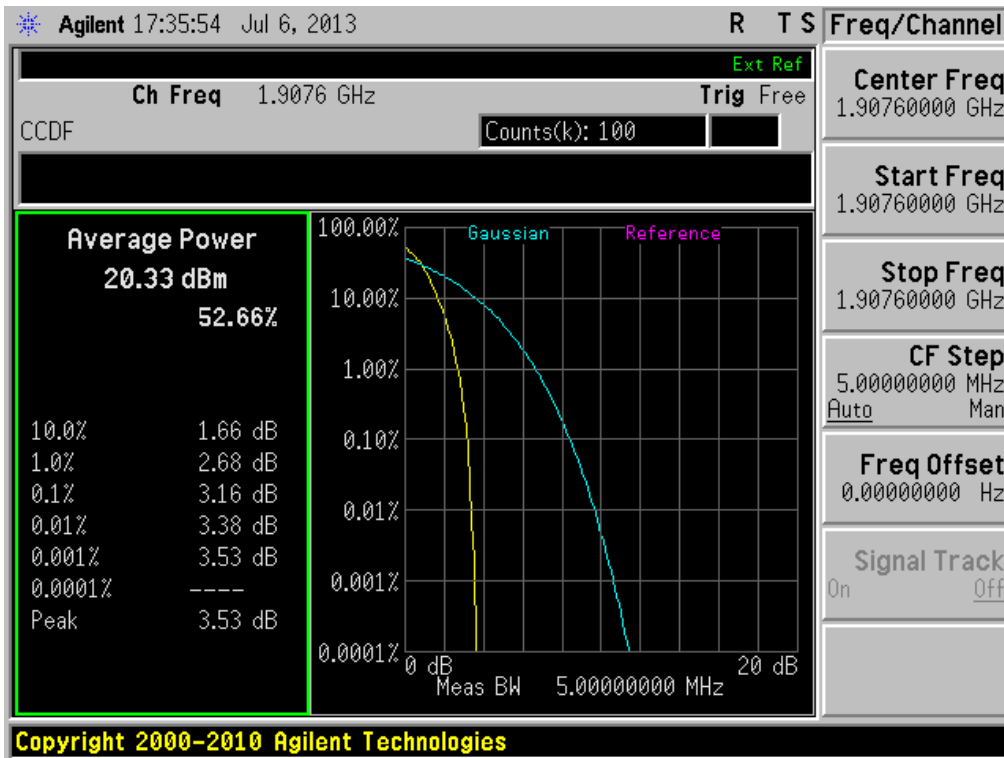 Agilent 17:35:54 Jul 6, 2013 R T S
Freq/Channel
Ext Ref
Ch Freq 1.9076 GHz Trig Free
CCDF Counts(k): 100
Average Power
20.33 dBm
52.66%
10.0% 1.66 dB
1.0% 2.68 dB
0.1% 3.16 dB
0.01% 3.38 dB
0.001% 3.53 dB
0.0001% ----
Peak 3.53 dB
Gaussian Reference
100.00%
10.00%
1.00%
0.10%
0.01%
0.001%
0.0001%
0 dB 20 dB
Meas BW 5.00000000 MHz
Center Freq
1.90760000 GHz
Start Freq
1.90760000 GHz
Stop Freq
1.90760000 GHz
CF Step
5.00000000 MHz
Auto Man
Freq Offset
0.00000000 Hz
Signal Track
On Off
Copyright 2000-2010 Agilent Technologies